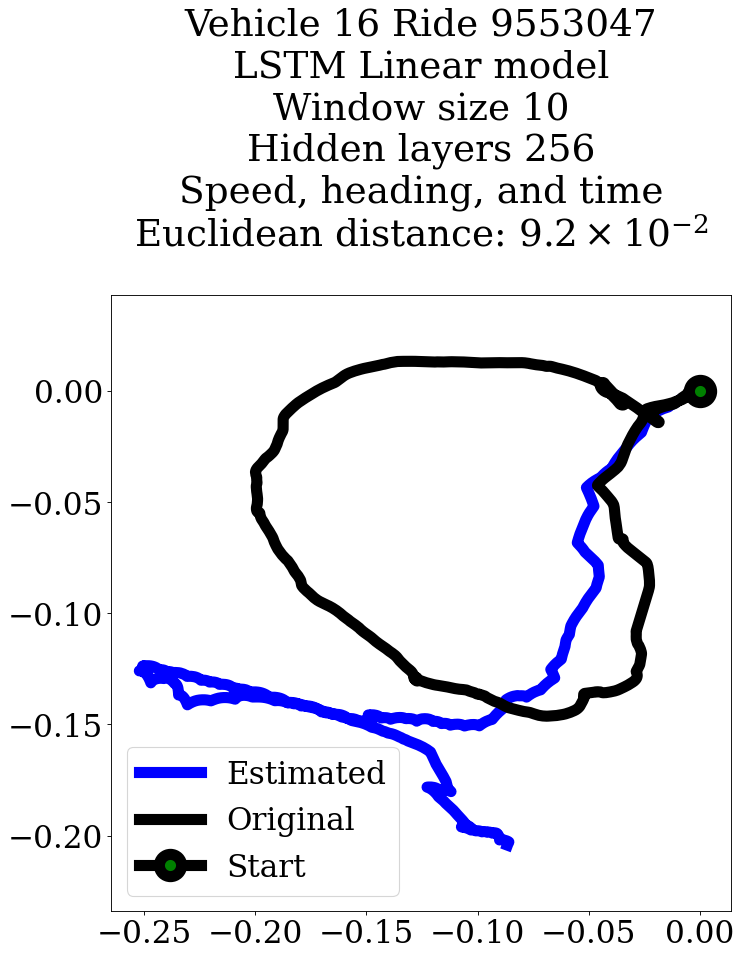 Vehicle 16 Ride 9553047
LSTM Linear model
Window size 10
Hidden layers 256
Speed, heading, and time
Euclidean distance: 9.2 × 10⁻²
0.00
−0.05
−0.10
−0.15
−0.20
Estimated
Original
Start
−0.25 −0.20 −0.15 −0.10 −0.05 0.00